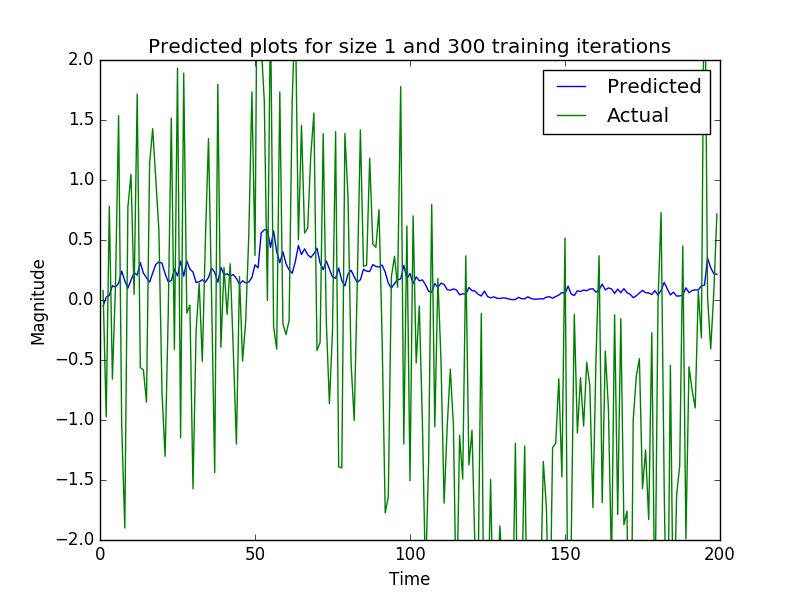 Predicted plots for size 1 and 300 training iterations
Predicted
Actual
Magnitude
2.0
1.5
1.0
0.5
0.0
−0.5
−1.0
−1.5
−2.0
0 50 100 150 200
Time